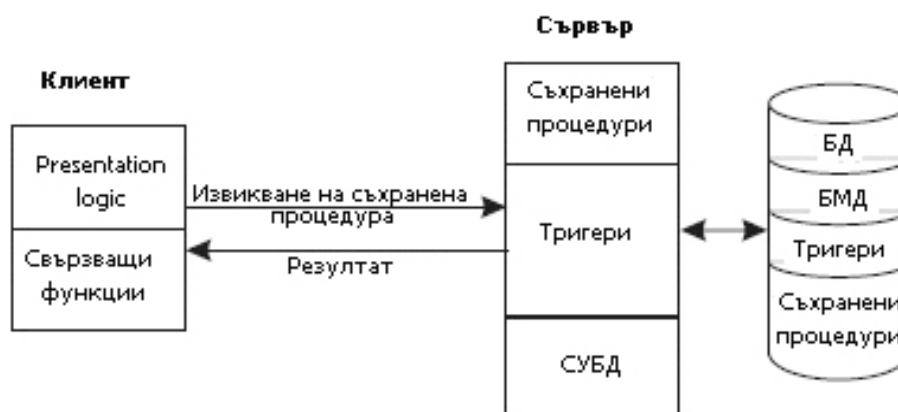 Сървър
Клиент
Съхранени
процедури
БД
Presentation
logic
Извикване на съхранена
процедура
БМД
Тригери
Тригери
Свързващи
функции
Резултат
Съхранени
процедури
СУБД